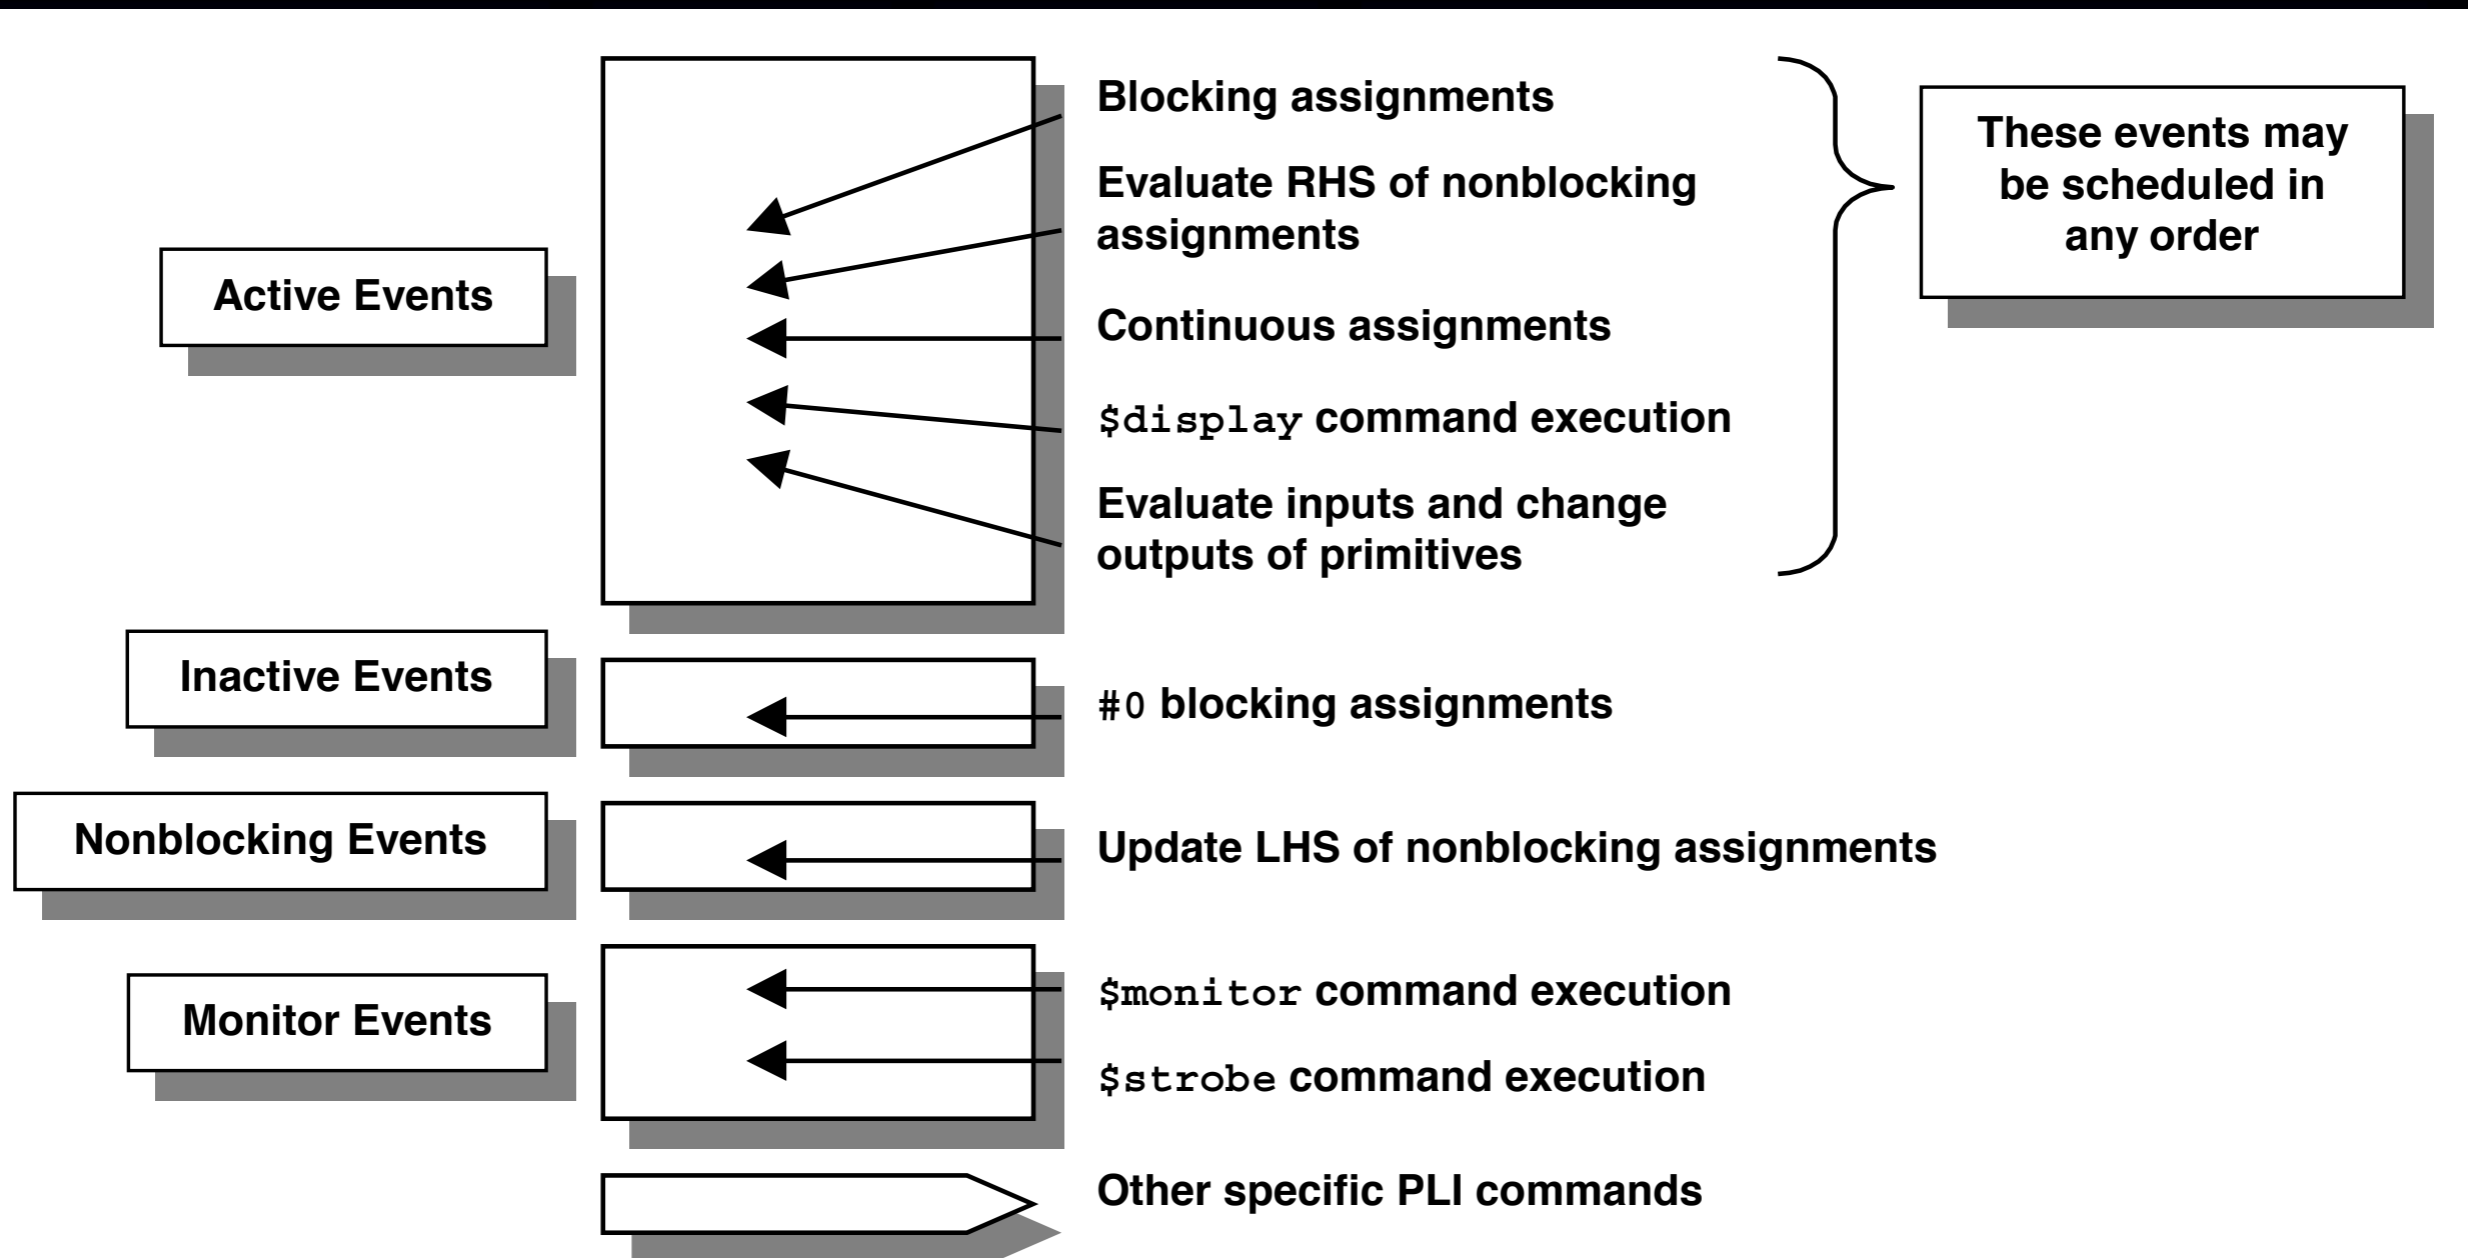 Blocking assignments
These events may
be scheduled in
any order
Evaluate RHS of nonblocking
assignments
Active Events
Continuous assignments
$display command execution
Evaluate inputs and change
outputs of primitives
Inactive Events
#0 blocking assignments
Nonblocking Events
Update LHS of nonblocking assignments
Monitor Events
$monitor command execution
$strobe command execution
Other specific PLI commands